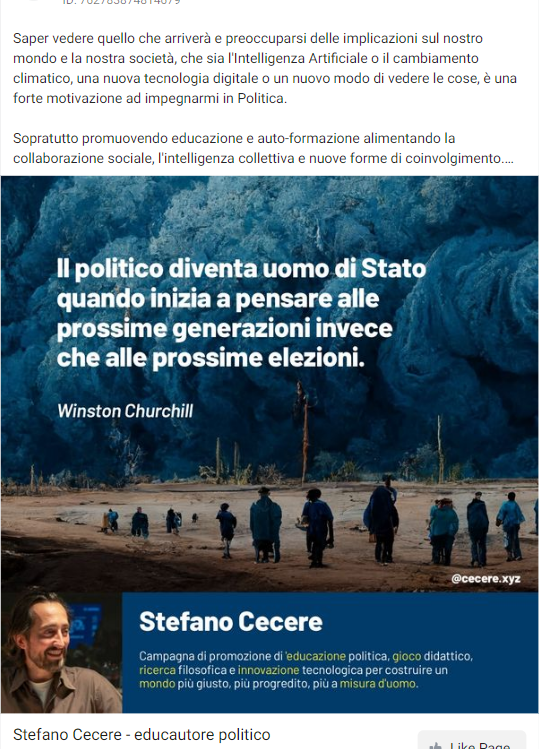 Saper vedere quello che arriverà e preoccuparsi delle implicazioni sul nostro
mondo e la nostra società, che sia l'Intelligenza Artificiale o il cambiamento
climatico, una nuova tecnologia digitale o un nuovo modo di vedere le cose, è una
forte motivazione ad impegnarmi in Politica.
Sopratutto promuovendo educazione e auto-formazione alimentando la
collaborazione sociale, l'intelligenza collettiva e nuove forme di coinvolgimento....
Il politico diventa uomo di Stato
quando inizia a pensare alle
prossime generazioni invece
che alle prossime elezioni.
Winston Churchill
@cecere.xyz
Stefano Cecere
Campagna di promozione di 'educazione politica, gioco didattico,
ricerca filosofica e innovazione tecnologica per costruire un
mondo più giusto, più progredito, più a misura d'uomo.
Stefano Cecere - educautore politico
Like Page